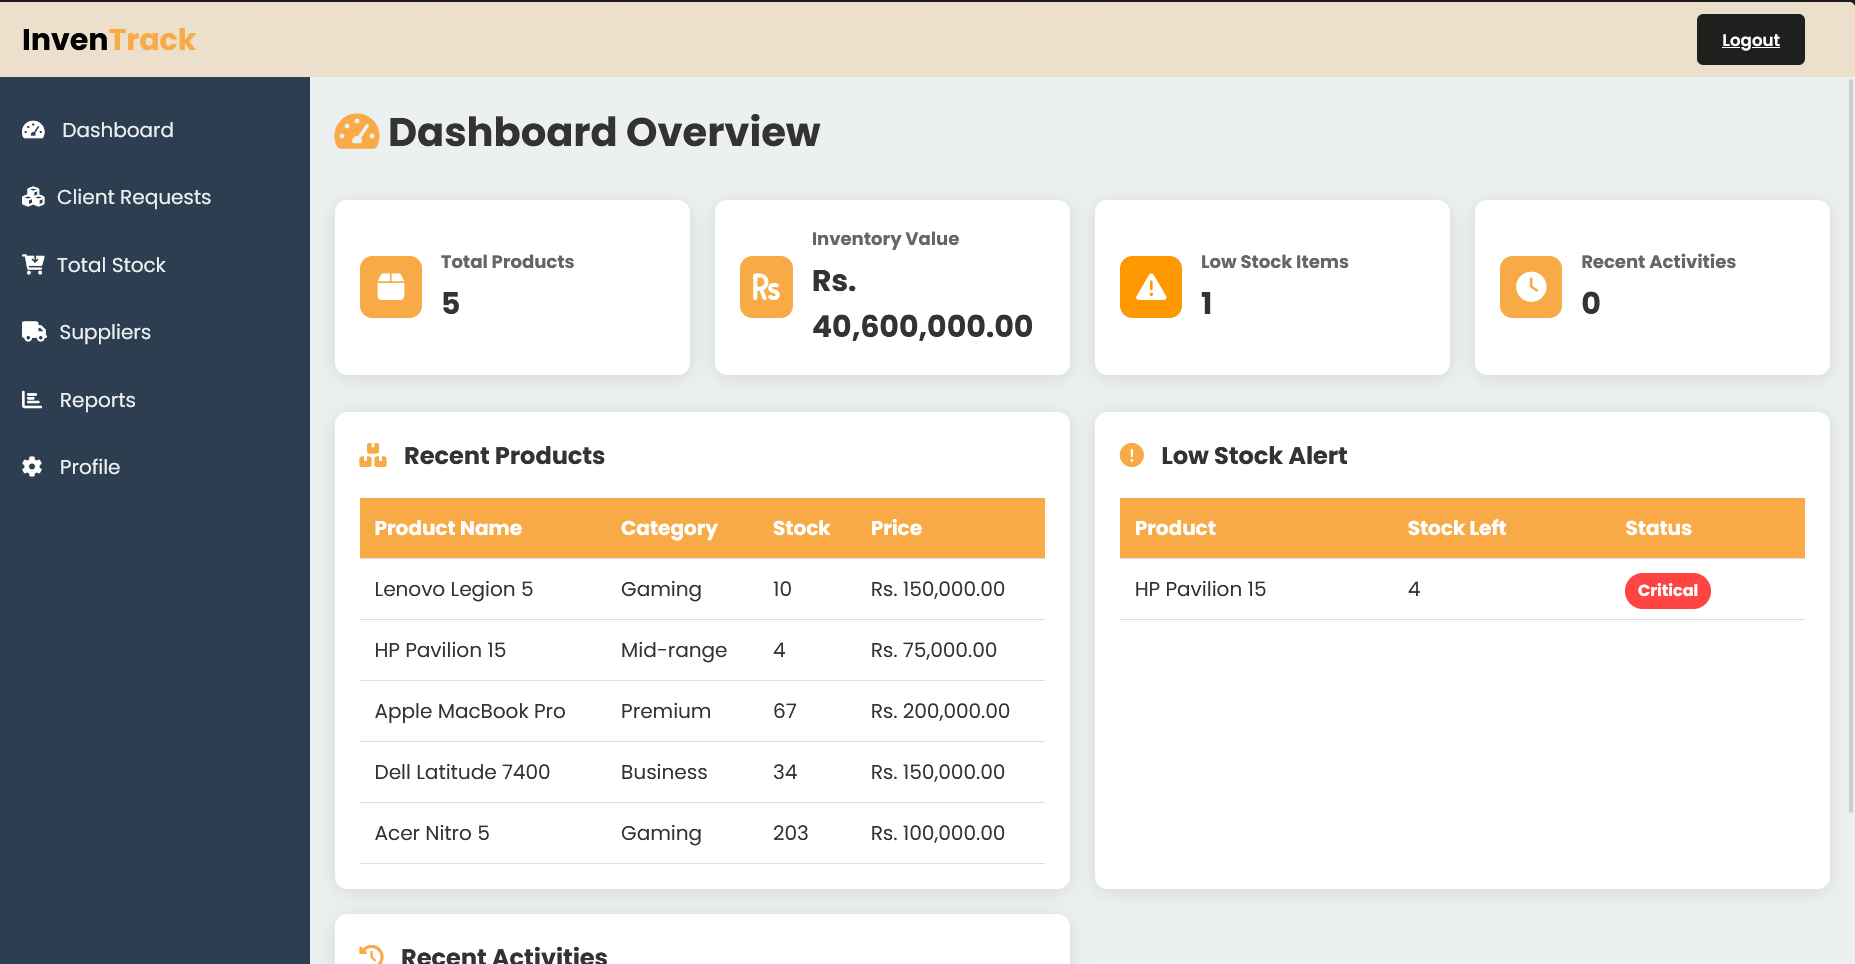 InvenTrack
Logout
Dashboard
Client Requests
Total Stock
Suppliers
Reports
Profile
Dashboard Overview
Total Products
5
Rs
Inventory Value
Rs.
40,600,000.00
Low Stock Items
1
Recent Activities
0
Recent Products
Product Name Category Stock Price
Lenovo Legion 5 Gaming 10 Rs. 150,000.00
HP Pavilion 15 Mid-range 4 Rs. 75,000.00
Apple MacBook Pro Premium 67 Rs. 200,000.00
Dell Latitude 7400 Business 34 Rs. 150,000.00
Acer Nitro 5 Gaming 203 Rs. 100,000.00
Low Stock Alert
Product Stock Left Status
HP Pavilion 15 4 Critical
Recent Activities